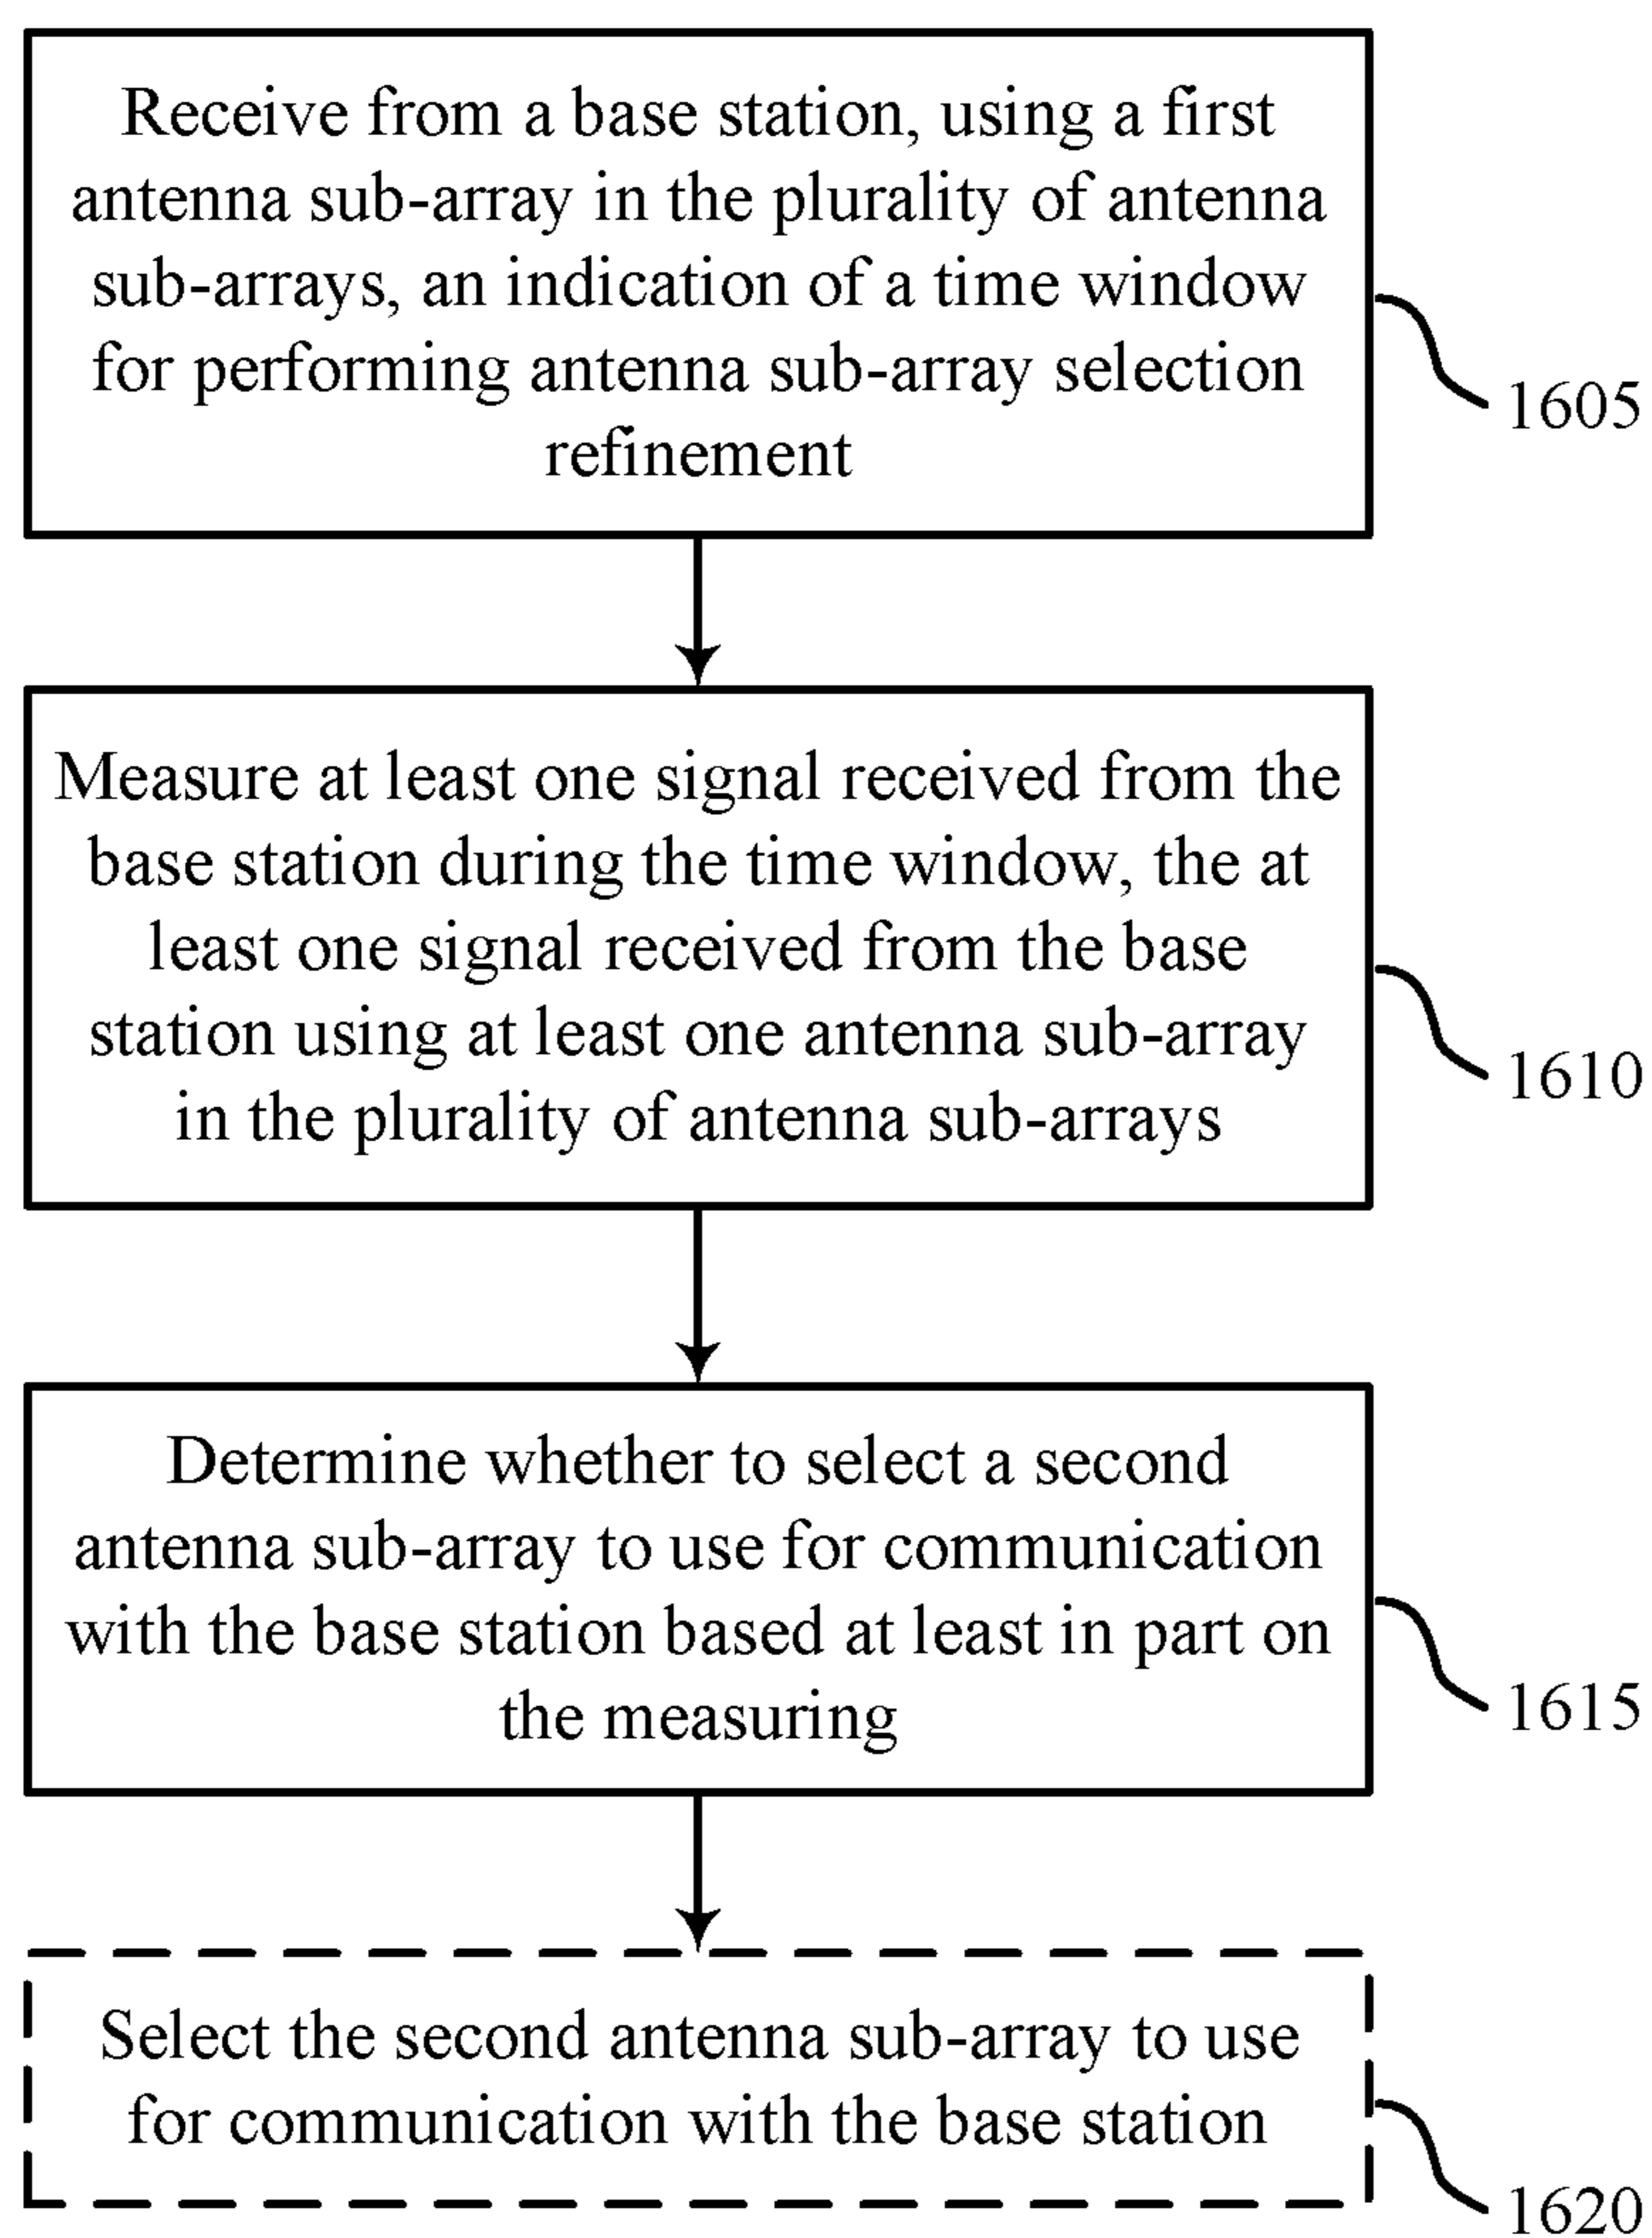 Receive from a base station, using a first
antenna sub-array in the plurality of antenna
sub-arrays, an indication of a time window
for performing antenna sub-array selection
refinement
1605
Measure at least one signal received from the
base station during the time window, the at
least one signal received from the base
station using at least one antenna sub-array
in the plurality of antenna sub-arrays
1610
Determine whether to select a second
antenna sub-array to use for communication
with the base station based at least in part on
the measuring
1615
Select the second antenna sub-array to use
for communication with the base station
1620